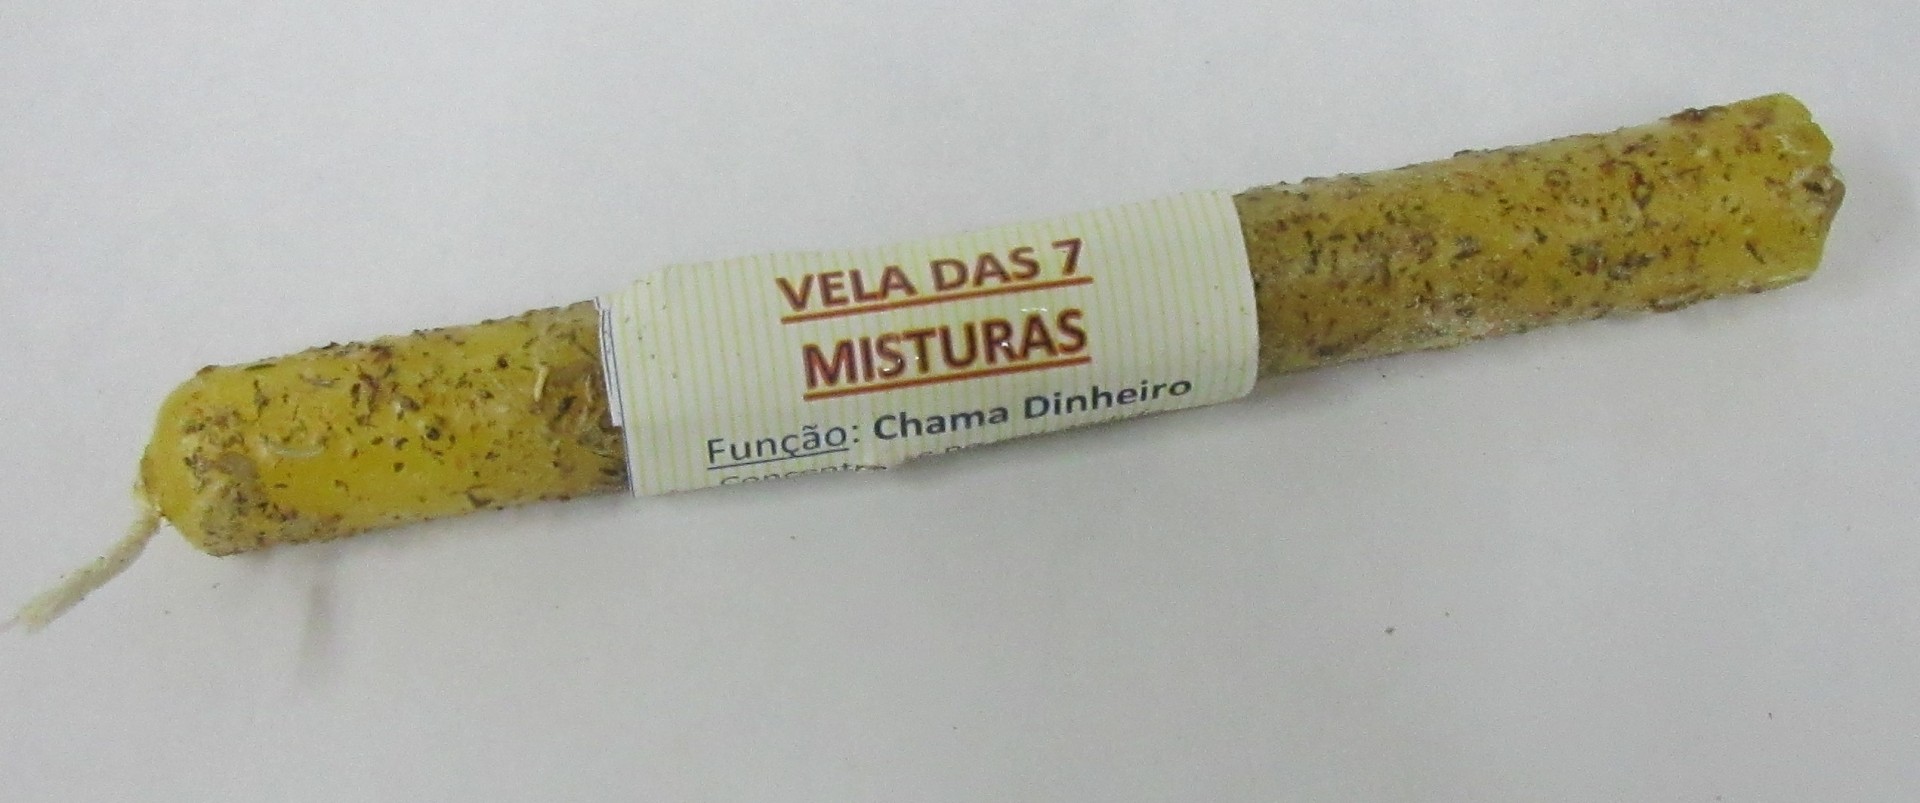 VELA DAS 7
MISTURAS
Função: Chama Dinheiro